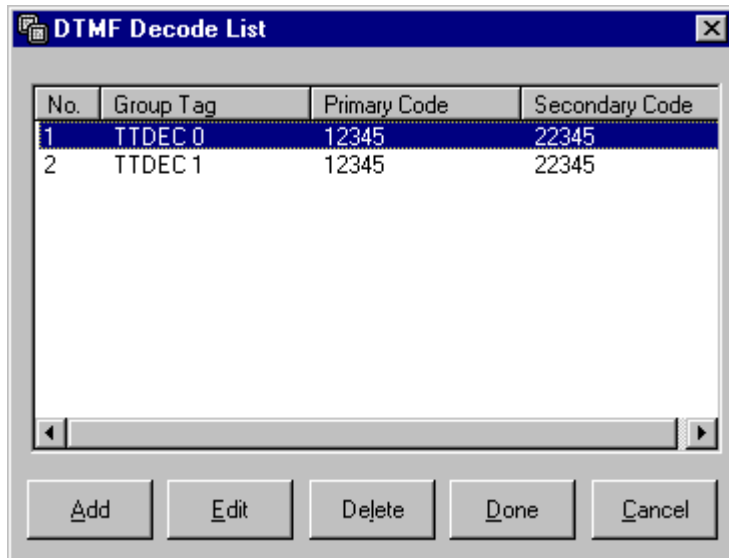 DTMF Decode List
No. Group Tag Primary Code Secondary Code
1 TTDEC 0 12345 22345
2 TTDEC 1 12345 22345
Add Edit Delete Done Cancel